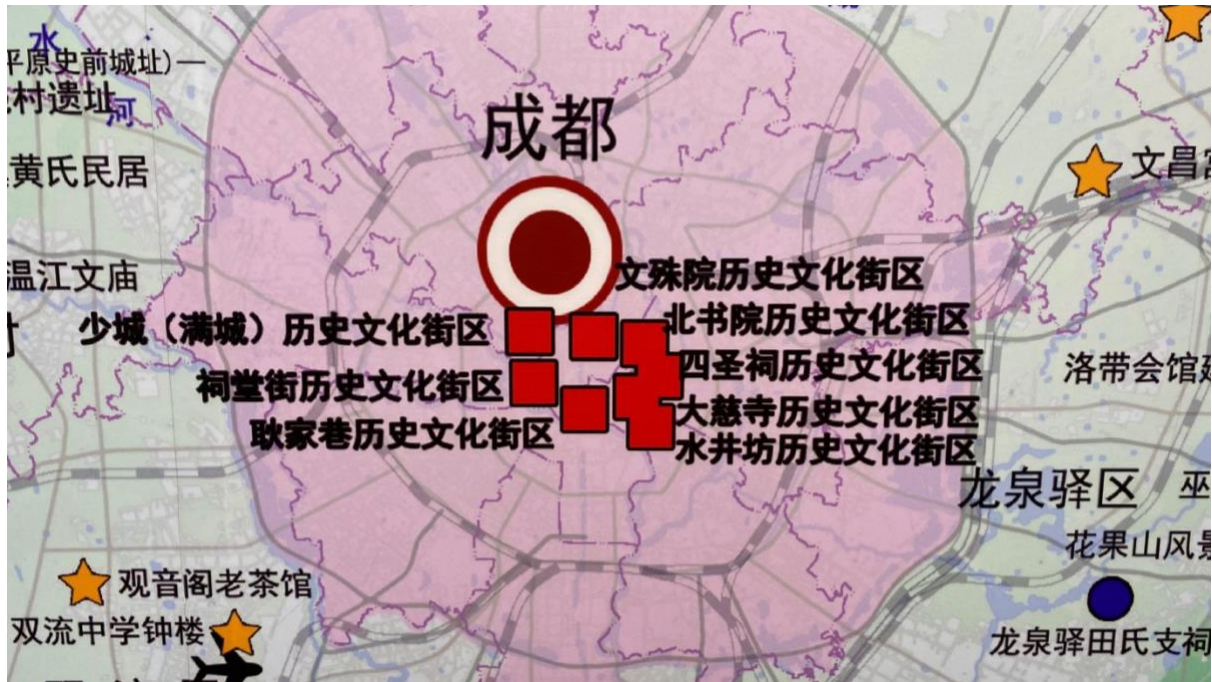 水
平原史前城址)—
村遗址
河
成都
黄氏民居
文昌宫
温江文庙
文殊院历史文化街区
少城（满城）历史文化街区
北书院历史文化街区
四圣祠历史文化街区
洛带会馆建
祠堂街历史文化街区
大慈寺历史文化街区
耿家巷历史文化街区
水井坊历史文化街区
龙泉驿区
巫
花果山风景
观音阁老茶馆
双流中学钟楼
龙泉驿田氏支祠